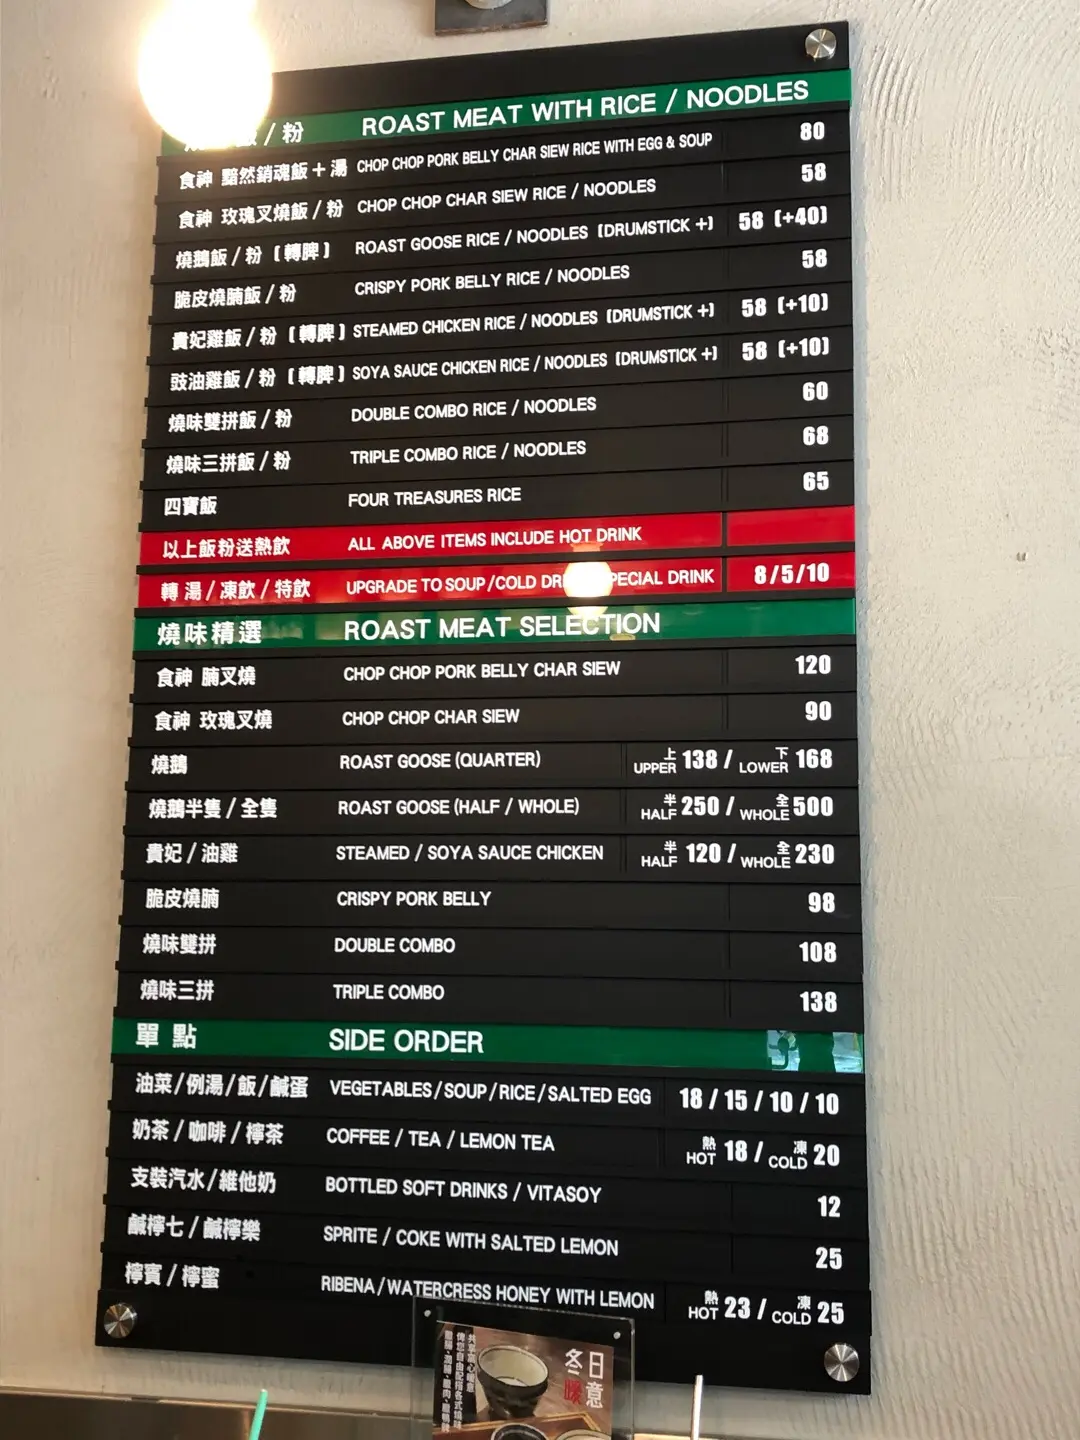 飯 / 粉 ROAST MEAT WITH RICE / NOODLES
食神 黯然銷魂飯＋湯 CHOP CHOP PORK BELLY CHAR SIEW RICE WITH EGG & SOUP 80
食神 玫瑰叉燒飯 / 粉 CHOP CHOP CHAR SIEW RICE / NOODLES 58
燒鵝飯 / 粉 (轉脾) ROAST GOOSE RICE / NOODLES (DRUMSTICK +) 58 (+40)
脆皮燒腩飯 / 粉 CRISPY PORK BELLY RICE / NOODLES 58
貴妃雞飯 / 粉 (轉脾) STEAMED CHICKEN RICE / NOODLES (DRUMSTICK +) 58 (+10)
豉油雞飯 / 粉 (轉脾) SOYA SAUCE CHICKEN RICE / NOODLES (DRUMSTICK +) 58 (+10)
燒味雙拼飯 / 粉 DOUBLE COMBO RICE / NOODLES 60
燒味三拼飯 / 粉 TRIPLE COMBO RICE / NOODLES 68
四寶飯 FOUR TREASURES RICE 65
以上飯粉送熱飲 ALL ABOVE ITEMS INCLUDE HOT DRINK
轉 湯 / 凍飲 / 特飲 UPGRADE TO SOUP /COLD DRINK DRINK 8/5/10
燒味精選 ROAST MEAT SELECTION
食神 腩叉燒 CHOP CHOP PORK BELLY CHAR SIEW 120
食神 玫瑰叉燒 CHOP CHOP CHAR SIEW 90
燒鵝 ROAST GOOSE (QUARTER) 上 UPPER 138 / 下 LOWER 168
燒鵝半隻 / 全隻 ROAST GOOSE (HALF / WHOLE) 半 HALF 250 / 全 WHOLE 500
貴妃 / 油雞 STEAMED / SOYA SAUCE CHICKEN 半 HALF 120 / 全 WHOLE 230
脆皮燒腩 CRISPY PORK BELLY 98
燒味雙拼 DOUBLE COMBO 108
燒味三拼 TRIPLE COMBO 138
單 點 SIDE ORDER
油菜 / 例湯 / 飯 / 鹹蛋 VEGETABLES / SOUP / RICE / SALTED EGG 18 / 15 / 10 / 10
奶茶 / 咖啡 / 檸茶 COFFEE / TEA / LEMON TEA 熱 HOT 18 / 凍 COLD 20
支裝汽水 / 維他奶 BOTTLED SOFT DRINKS / VITASOY 12
鹹檸七 / 鹹檸樂 SPRITE / COKE WITH SALTED LEMON 25
檸賓 / 檸蜜 RIBENA / WATERCRESS HONEY WITH LEMON 熱 HOT 23 / 凍 COLD 25
冬日
暖意